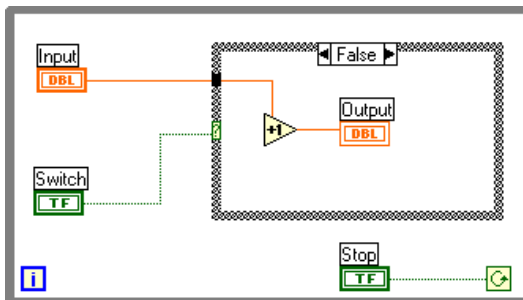 False
Input
DBL
+1
Output
DBL
?
Switch
TF
Stop
TF
i